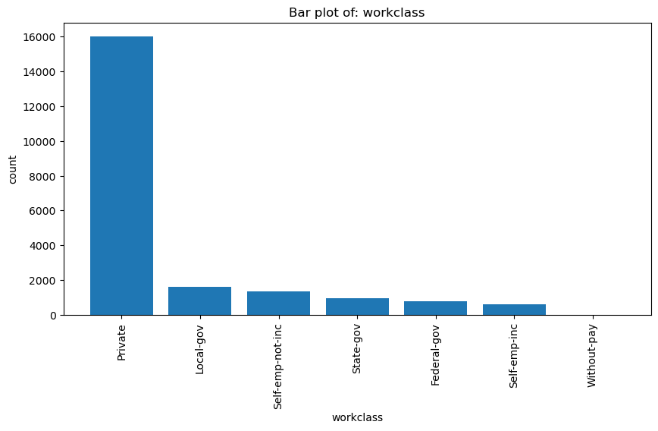 Bar plot of: workclass
16000
14000
12000
10000
8000
6000
4000
2000
0
count
Private
Local-gov
Self-emp-not-inc
State-gov
Federal-gov
Self-emp-inc
Without-pay
workclass